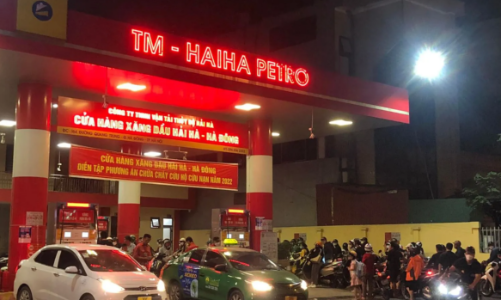 TM - HAIHA PETRO
CÔNG TY TNHH VẬN TẢI THỦY BỘ HẢI HÀ
CỬA HÀNG XĂNG DẦU HẢI HÀ - HÀ ĐÔNG
CỬA HÀNG XĂNG DẦU HẢI HÀ - HÀ ĐÔNG
DIỄN TẬP PHƯƠNG ÁN CHỮA CHÁY CỨU HỘ CỨU NẠN NĂM 2022